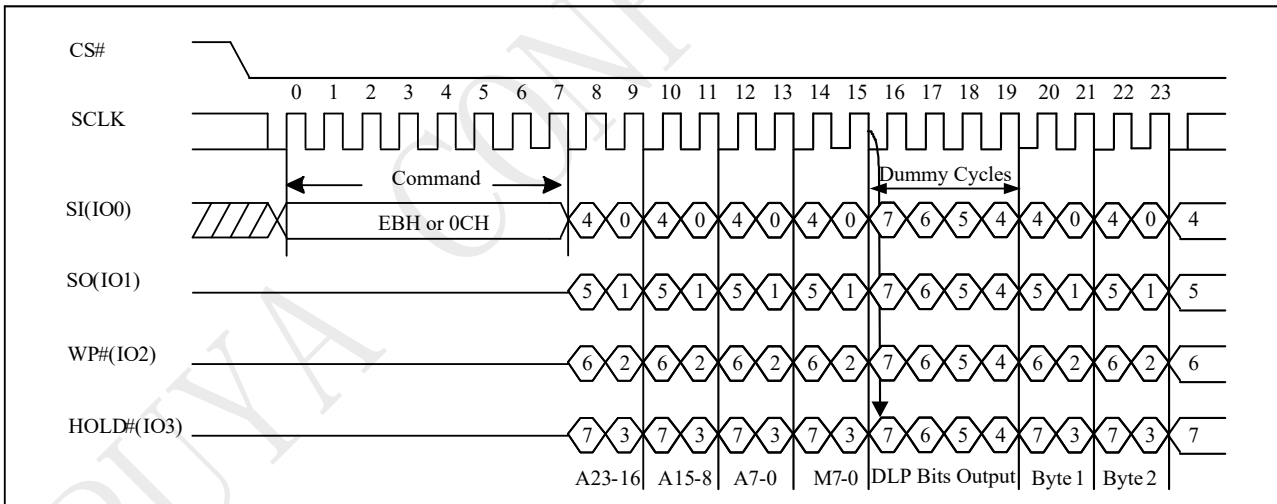 CS#
0 1 2 3 4 5 6 7 8 9 10 11 12 13 14 15 16 17 18 19 20 21 22 23
SCLK
Command Dummy Cycles
SI(IO0) EBH or 0CH 4 0 4 0 4 0 4 0 7 6 5 4 4 0 4 0 4
SO(IO1) 5 1 5 1 5 1 5 1 7 6 5 4 5 1 5 1 5
WP#(IO2) 6 2 6 2 6 2 6 2 7 6 5 4 6 2 6 2 6
HOLD#(IO3) 7 3 7 3 7 3 7 3 7 6 5 4 7 3 7 3 7
A23-16 A15-8 A7-0 M7-0 DLP Bits Output Byte 1 Byte 2
PUYA CONF